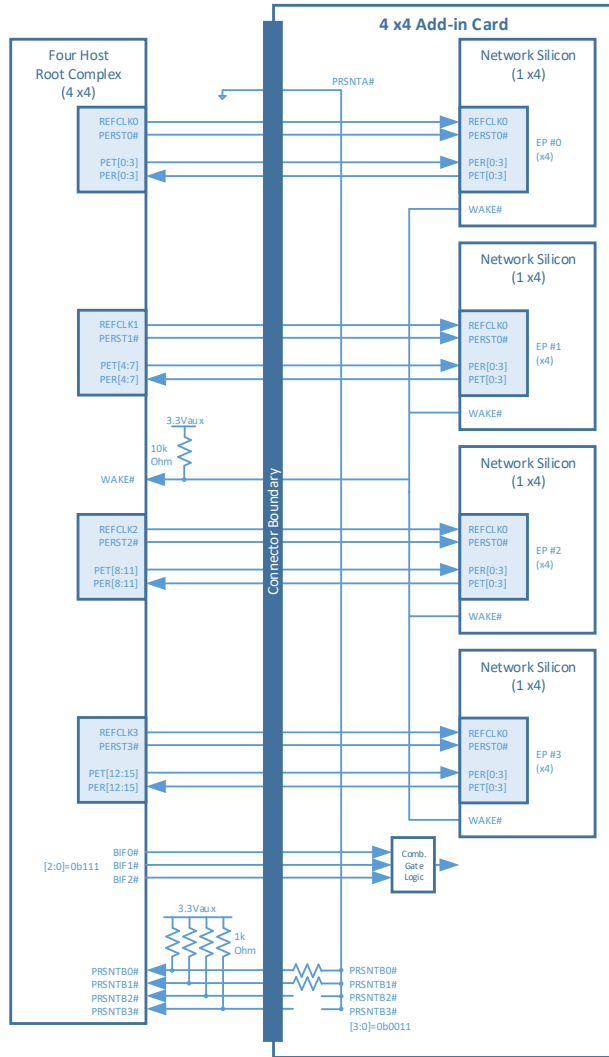 4 x4 Add-in Card
Four Host
Root Complex
(4 x4)
PRSNTA#
Network Silicon
(1 x4)
REFCLK0
PERST0#
PET[0:3]
PER[0:3]
REFCLK0
PERST0#
PER[0:3]
PET[0:3]
EP #0
(x4)
WAKE#
Network Silicon
(1 x4)
REFCLK1
PERST1#
PET[4:7]
PER[4:7]
REFCLK0
PERST0#
PER[0:3]
PET[0:3]
EP #1
(x4)
WAKE#
3.3Vaux
10k
Ohm
WAKE#
Connector Boundary
Network Silicon
(1 x4)
REFCLK2
PERST2#
PET[8:11]
PER[8:11]
REFCLK0
PERST0#
PER[0:3]
PET[0:3]
EP #2
(x4)
WAKE#
Network Silicon
(1 x4)
REFCLK3
PERST3#
PET[12:15]
PER[12:15]
REFCLK0
PERST0#
PER[0:3]
PET[0:3]
EP #3
(x4)
WAKE#
[2:0]=0b111
BIF0#
BIF1#
BIF2#
Comb.
Gate
Logic
3.3Vaux
1k
Ohm
PRSNTB0#
PRSNTB1#
PRSNTB2#
PRSNTB3#
PRSNTB0#
PRSNTB1#
PRSNTB2#
PRSNTB3#
[3:0]=0b0011